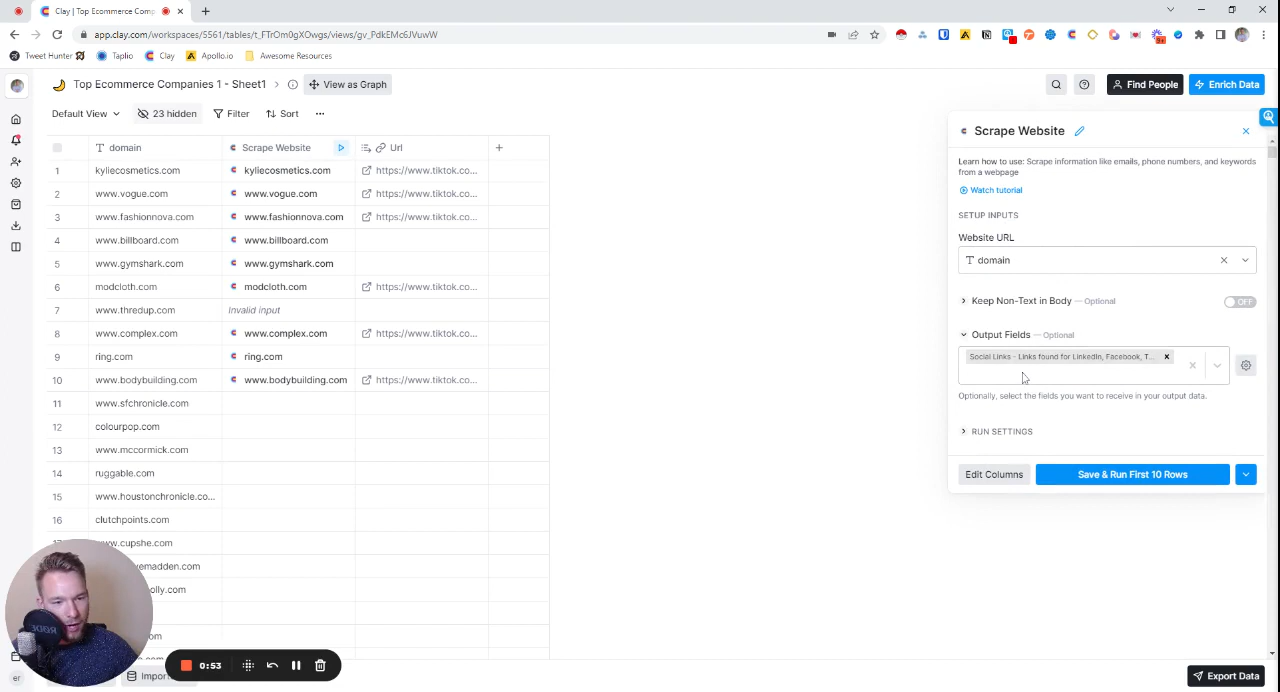 Clay | Top Ecommerce Comp
app.clay.com/workspaces/5561/tables/t_FTrOm0gXOwgs/views/gv_PdkEMc6JVuwW
9+
Tweet Hunter
Taplio
Clay
Apollo.io
Awesome Resources
Top Ecommerce Companies 1 - Sheet1
View as Graph
Find People
Enrich Data
Default View
23 hidden
Filter
Sort
domain
Scrape Website
Url
1 kyliecosmetics.com kyliecosmetics.com https://www.tiktok.co...
2 www.vogue.com www.vogue.com https://www.tiktok.co...
3 www.fashionnova.com www.fashionnova.com https://www.tiktok.co...
4 www.billboard.com www.billboard.com
5 www.gymshark.com www.gymshark.com
6 modcloth.com modcloth.com https://www.tiktok.co...
7 www.thredup.com Invalid input
8 www.complex.com www.complex.com https://www.tiktok.co...
9 ring.com ring.com
10 www.bodybuilding.com www.bodybuilding.com https://www.tiktok.co...
11 www.sfchronicle.com
12 colourpop.com
13 www.mccormick.com
14 ruggable.com
15 www.houstonchronicle.co...
16 clutchpoints.com
www.cupshe.com
vemadden.com
olly.com
.com
Import
er
RØDE
0:53
Scrape Website
Learn how to use: Scrape information like emails, phone numbers, and keywords
from a webpage
Watch tutorial
SETUP INPUTS
Website URL
domain
Keep Non-Text in Body — Optional
OFF
Output Fields — Optional
Social Links - Links found for LinkedIn, Facebook, T...
Optionally, select the fields you want to receive in your output data.
RUN SETTINGS
Edit Columns
Save & Run First 10 Rows
Export Data